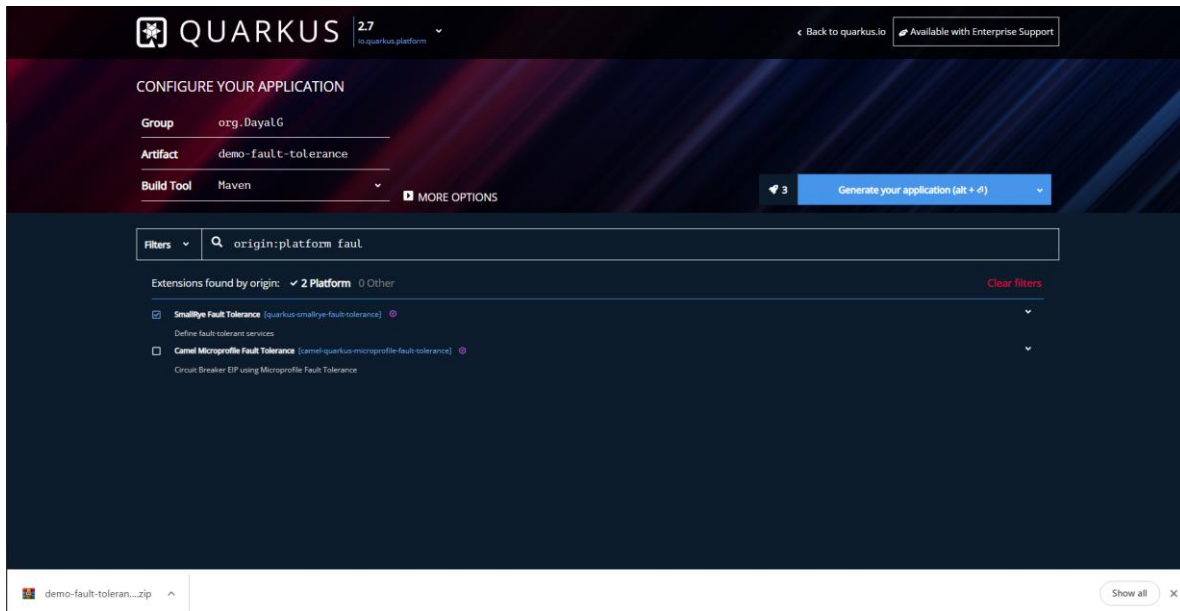 QUARKUS 2.7
io.quarkus.platform
Back to quarkus.io
Available with Enterprise Support
CONFIGURE YOUR APPLICATION
Group org.DayalG
Artifact demo-fault-tolerance
Build Tool Maven
MORE OPTIONS
3
Generate your application (alt + ⏎)
Filters origin:platform faul
Extensions found by origin: ✓ 2 Platform 0 Other
Clear filters
SmallRye Fault Tolerance [quarkus-smallrye-fault-tolerance]
Define fault-tolerant services
Camel Microprofile Fault Tolerance [camel-quarkus-microprofile-fault-tolerance]
Circuit Breaker EIP using Microprofile Fault Tolerance
demo-fault-toleran....zip
Show all